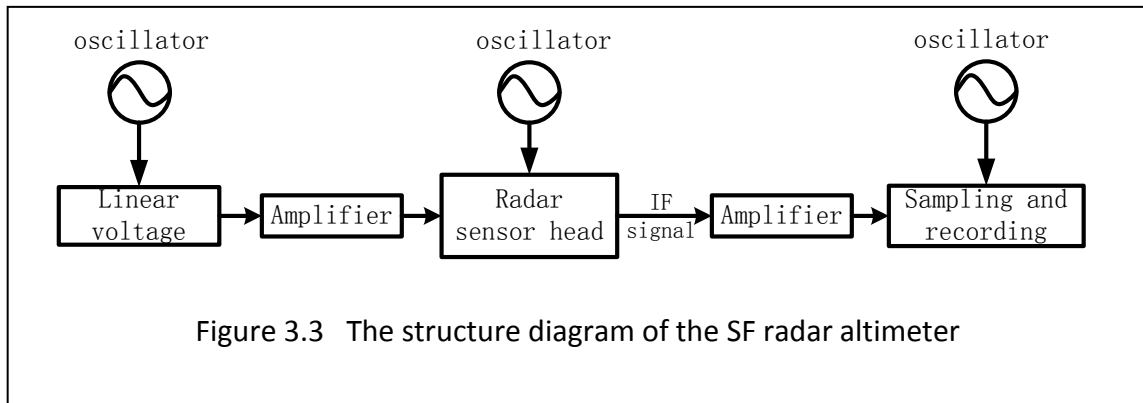 oscillator
oscillator
oscillator
Linear
voltage
Amplifier
Radar
sensor head
IF
signal
Amplifier
Sampling and
recording
Figure 3.3 The structure diagram of the SF radar altimeter